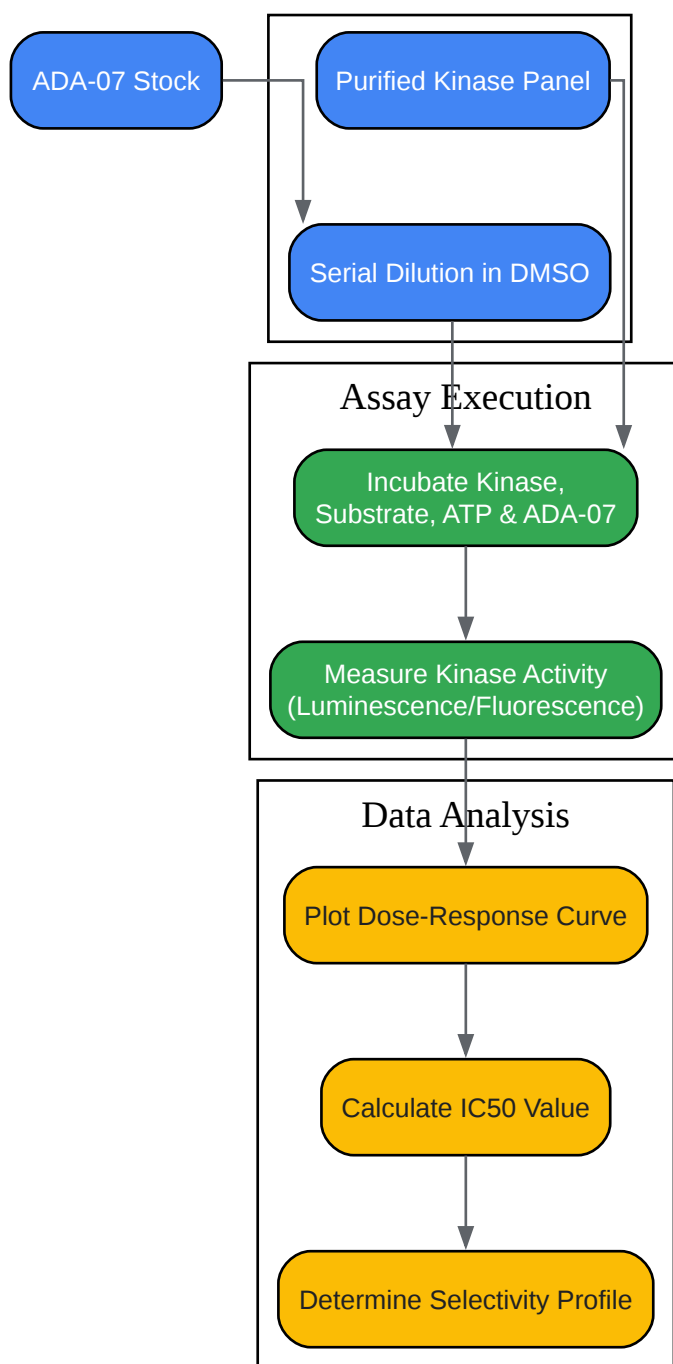 ADA-07 Stock
Purified Kinase Panel
Serial Dilution in DMSO
Assay Execution
Incubate Kinase,
Substrate, ATP & ADA-07
Measure Kinase Activity
(Luminescence/Fluorescence)
Data Analysis
Plot Dose-Response Curve
Calculate IC50 Value
Determine Selectivity Profile